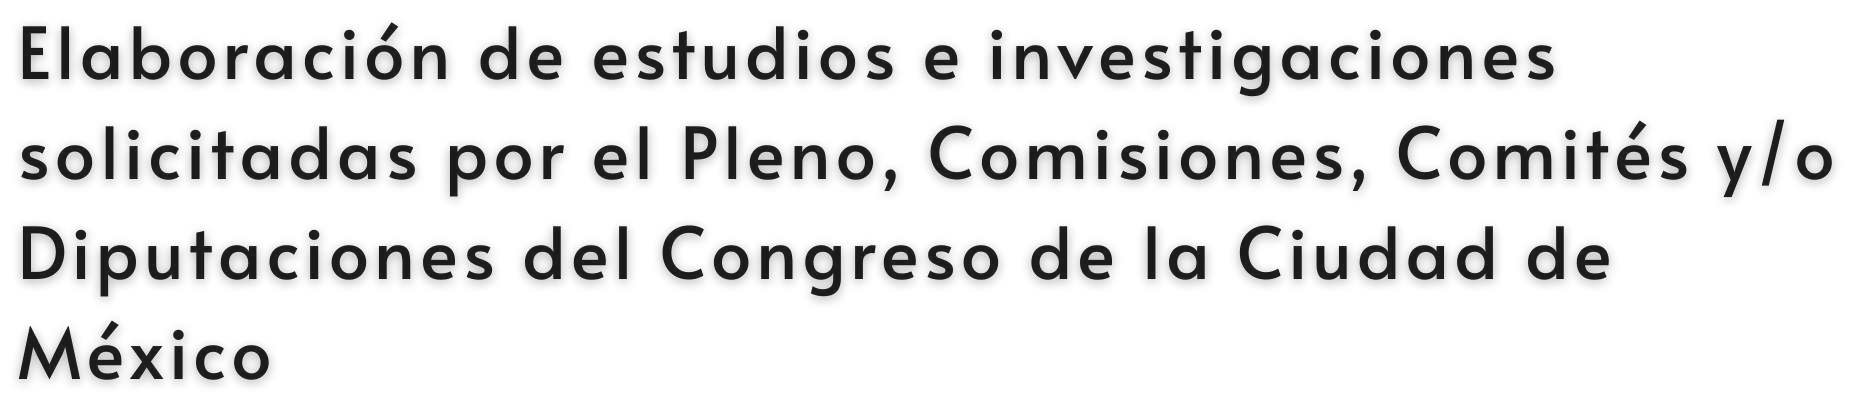 Elaboración de estudios e investigaciones
solicitadas por el Pleno, Comisiones, Comités y/o
Diputaciones del Congreso de la Ciudad de
México